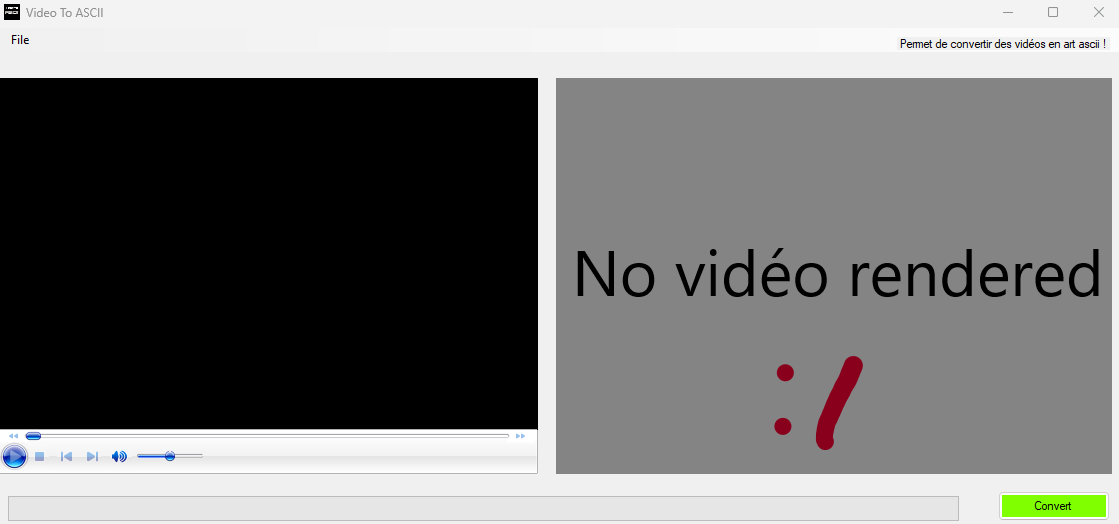 Video To ASCII
File
Permet de convertir des vidéos en art ascii !
No vidéo rendered
:/
Convert